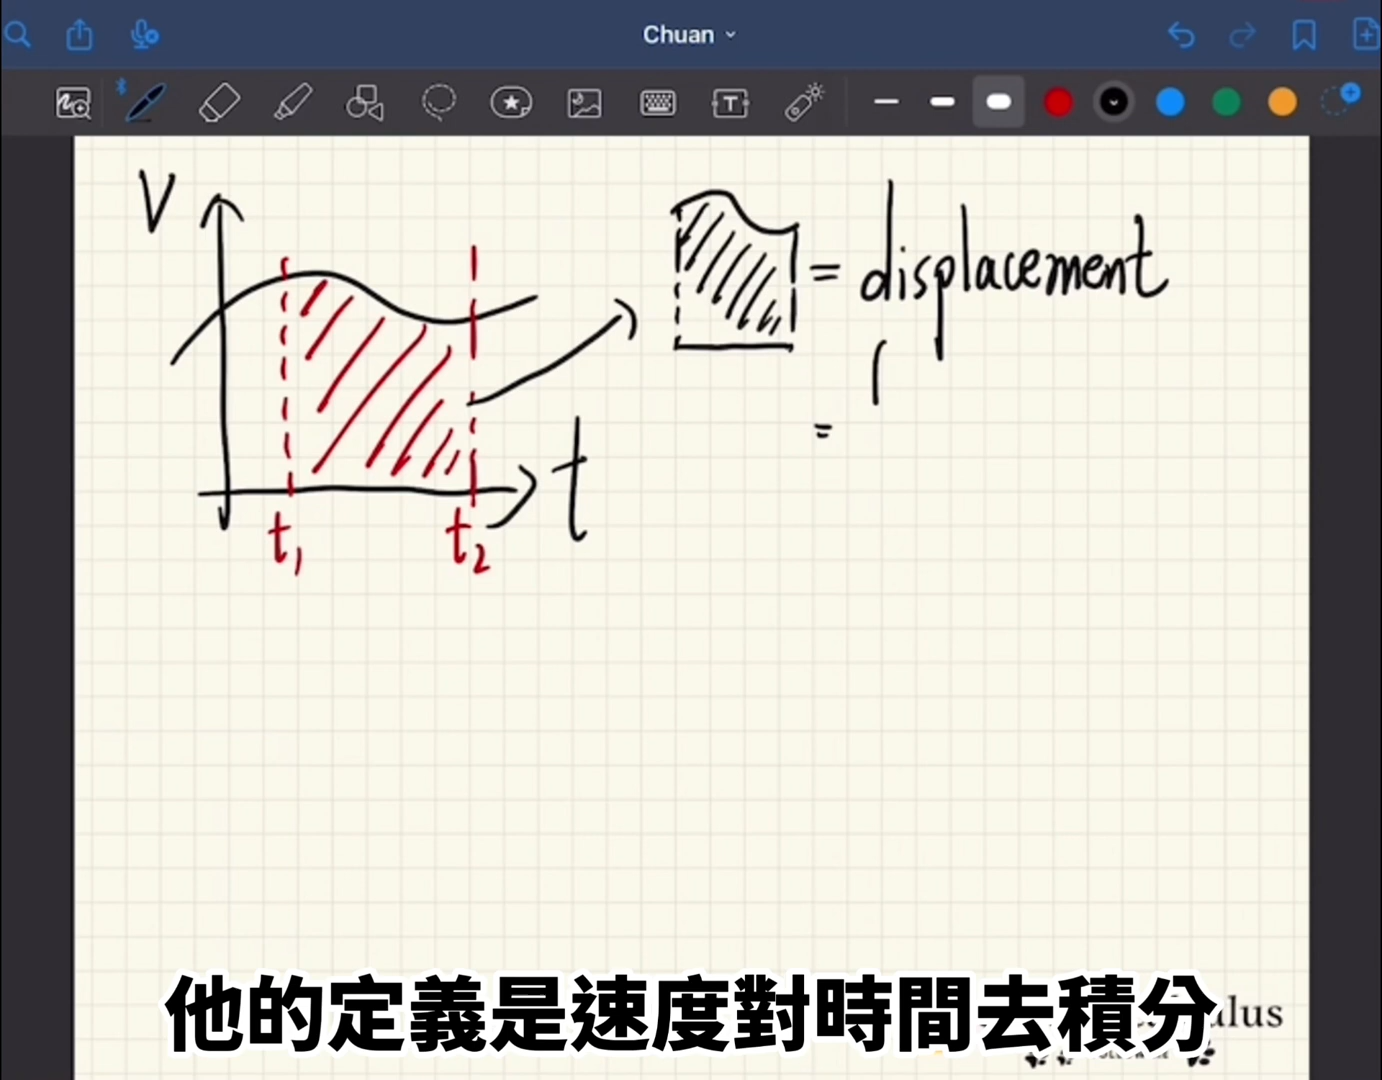 Chuan
V
= displacement
=
t
t₁
t₂
他的定義是速度對時間去積分